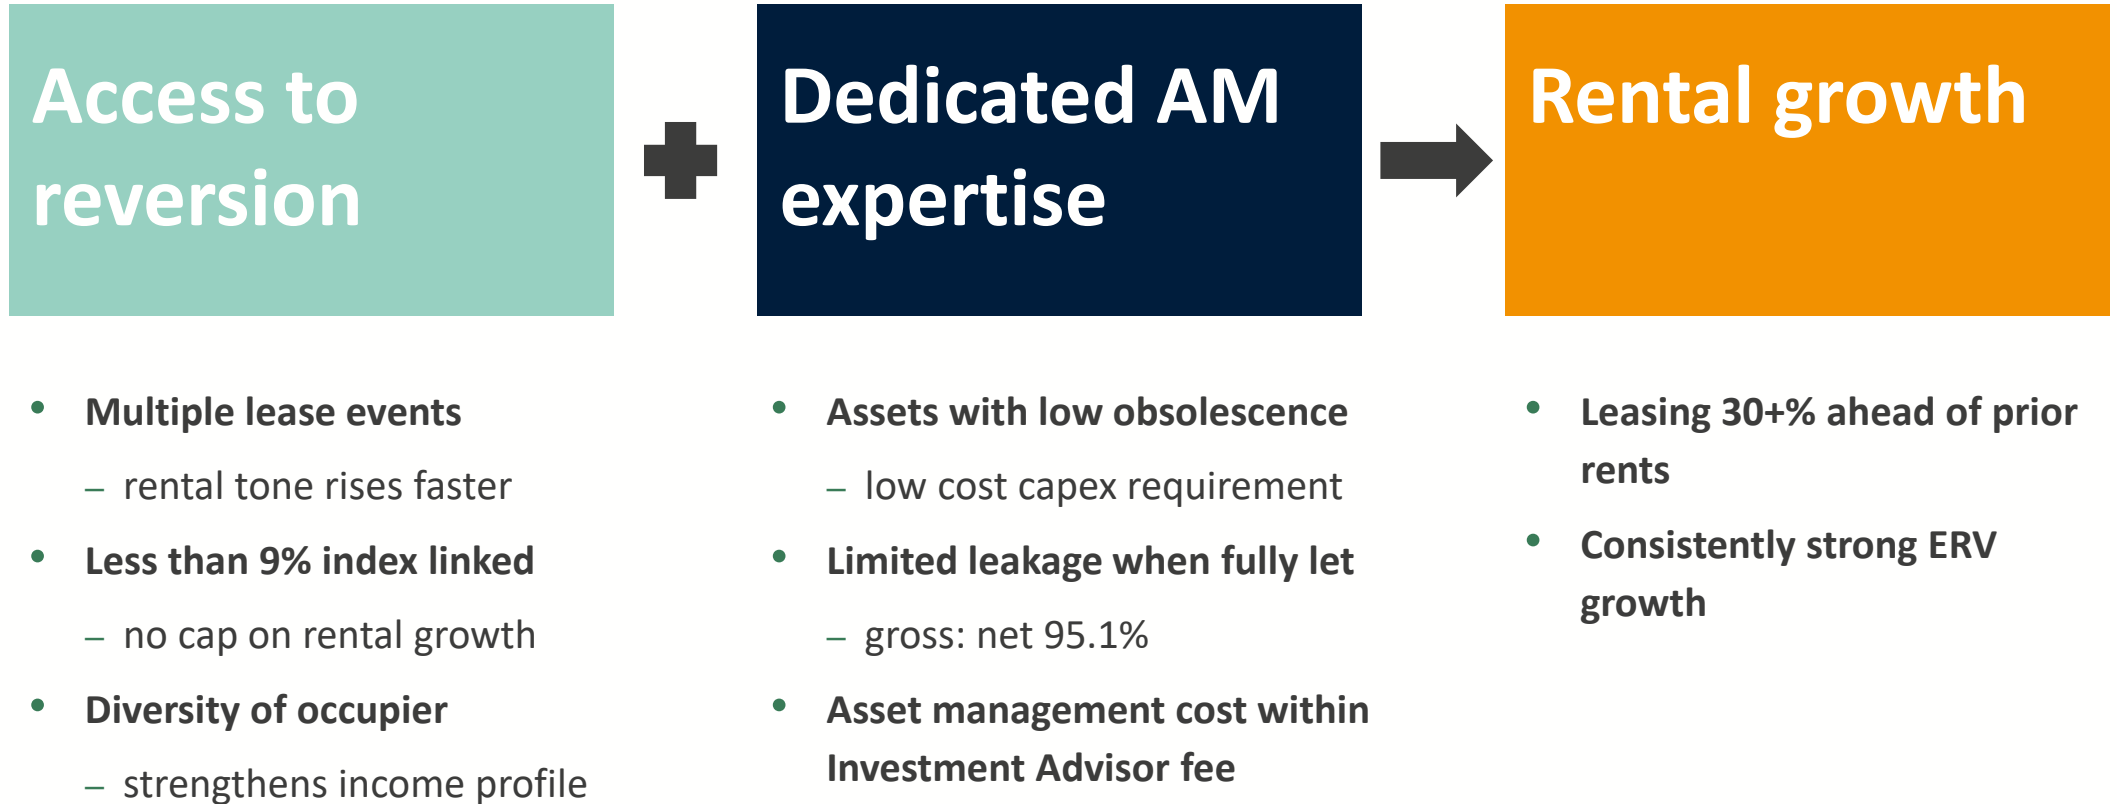 Access to
reversion
Dedicated AM
expertise
Rental growth
• Multiple lease events
– rental tone rises faster
• Less than 9% index linked
– no cap on rental growth
• Diversity of occupier
– strengthens income profile
• Assets with low obsolescence
– low cost capex requirement
• Limited leakage when fully let
– gross: net 95.1%
• Asset management cost within
Investment Advisor fee
• Leasing 30+% ahead of prior
rents
• Consistently strong ERV
growth